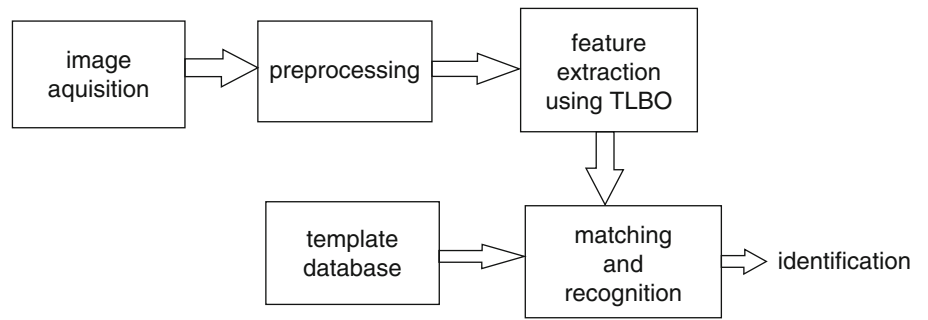 image
aquisition
preprocessing
feature
extraction
using TLBO
template
database
matching
and
recognition
identification